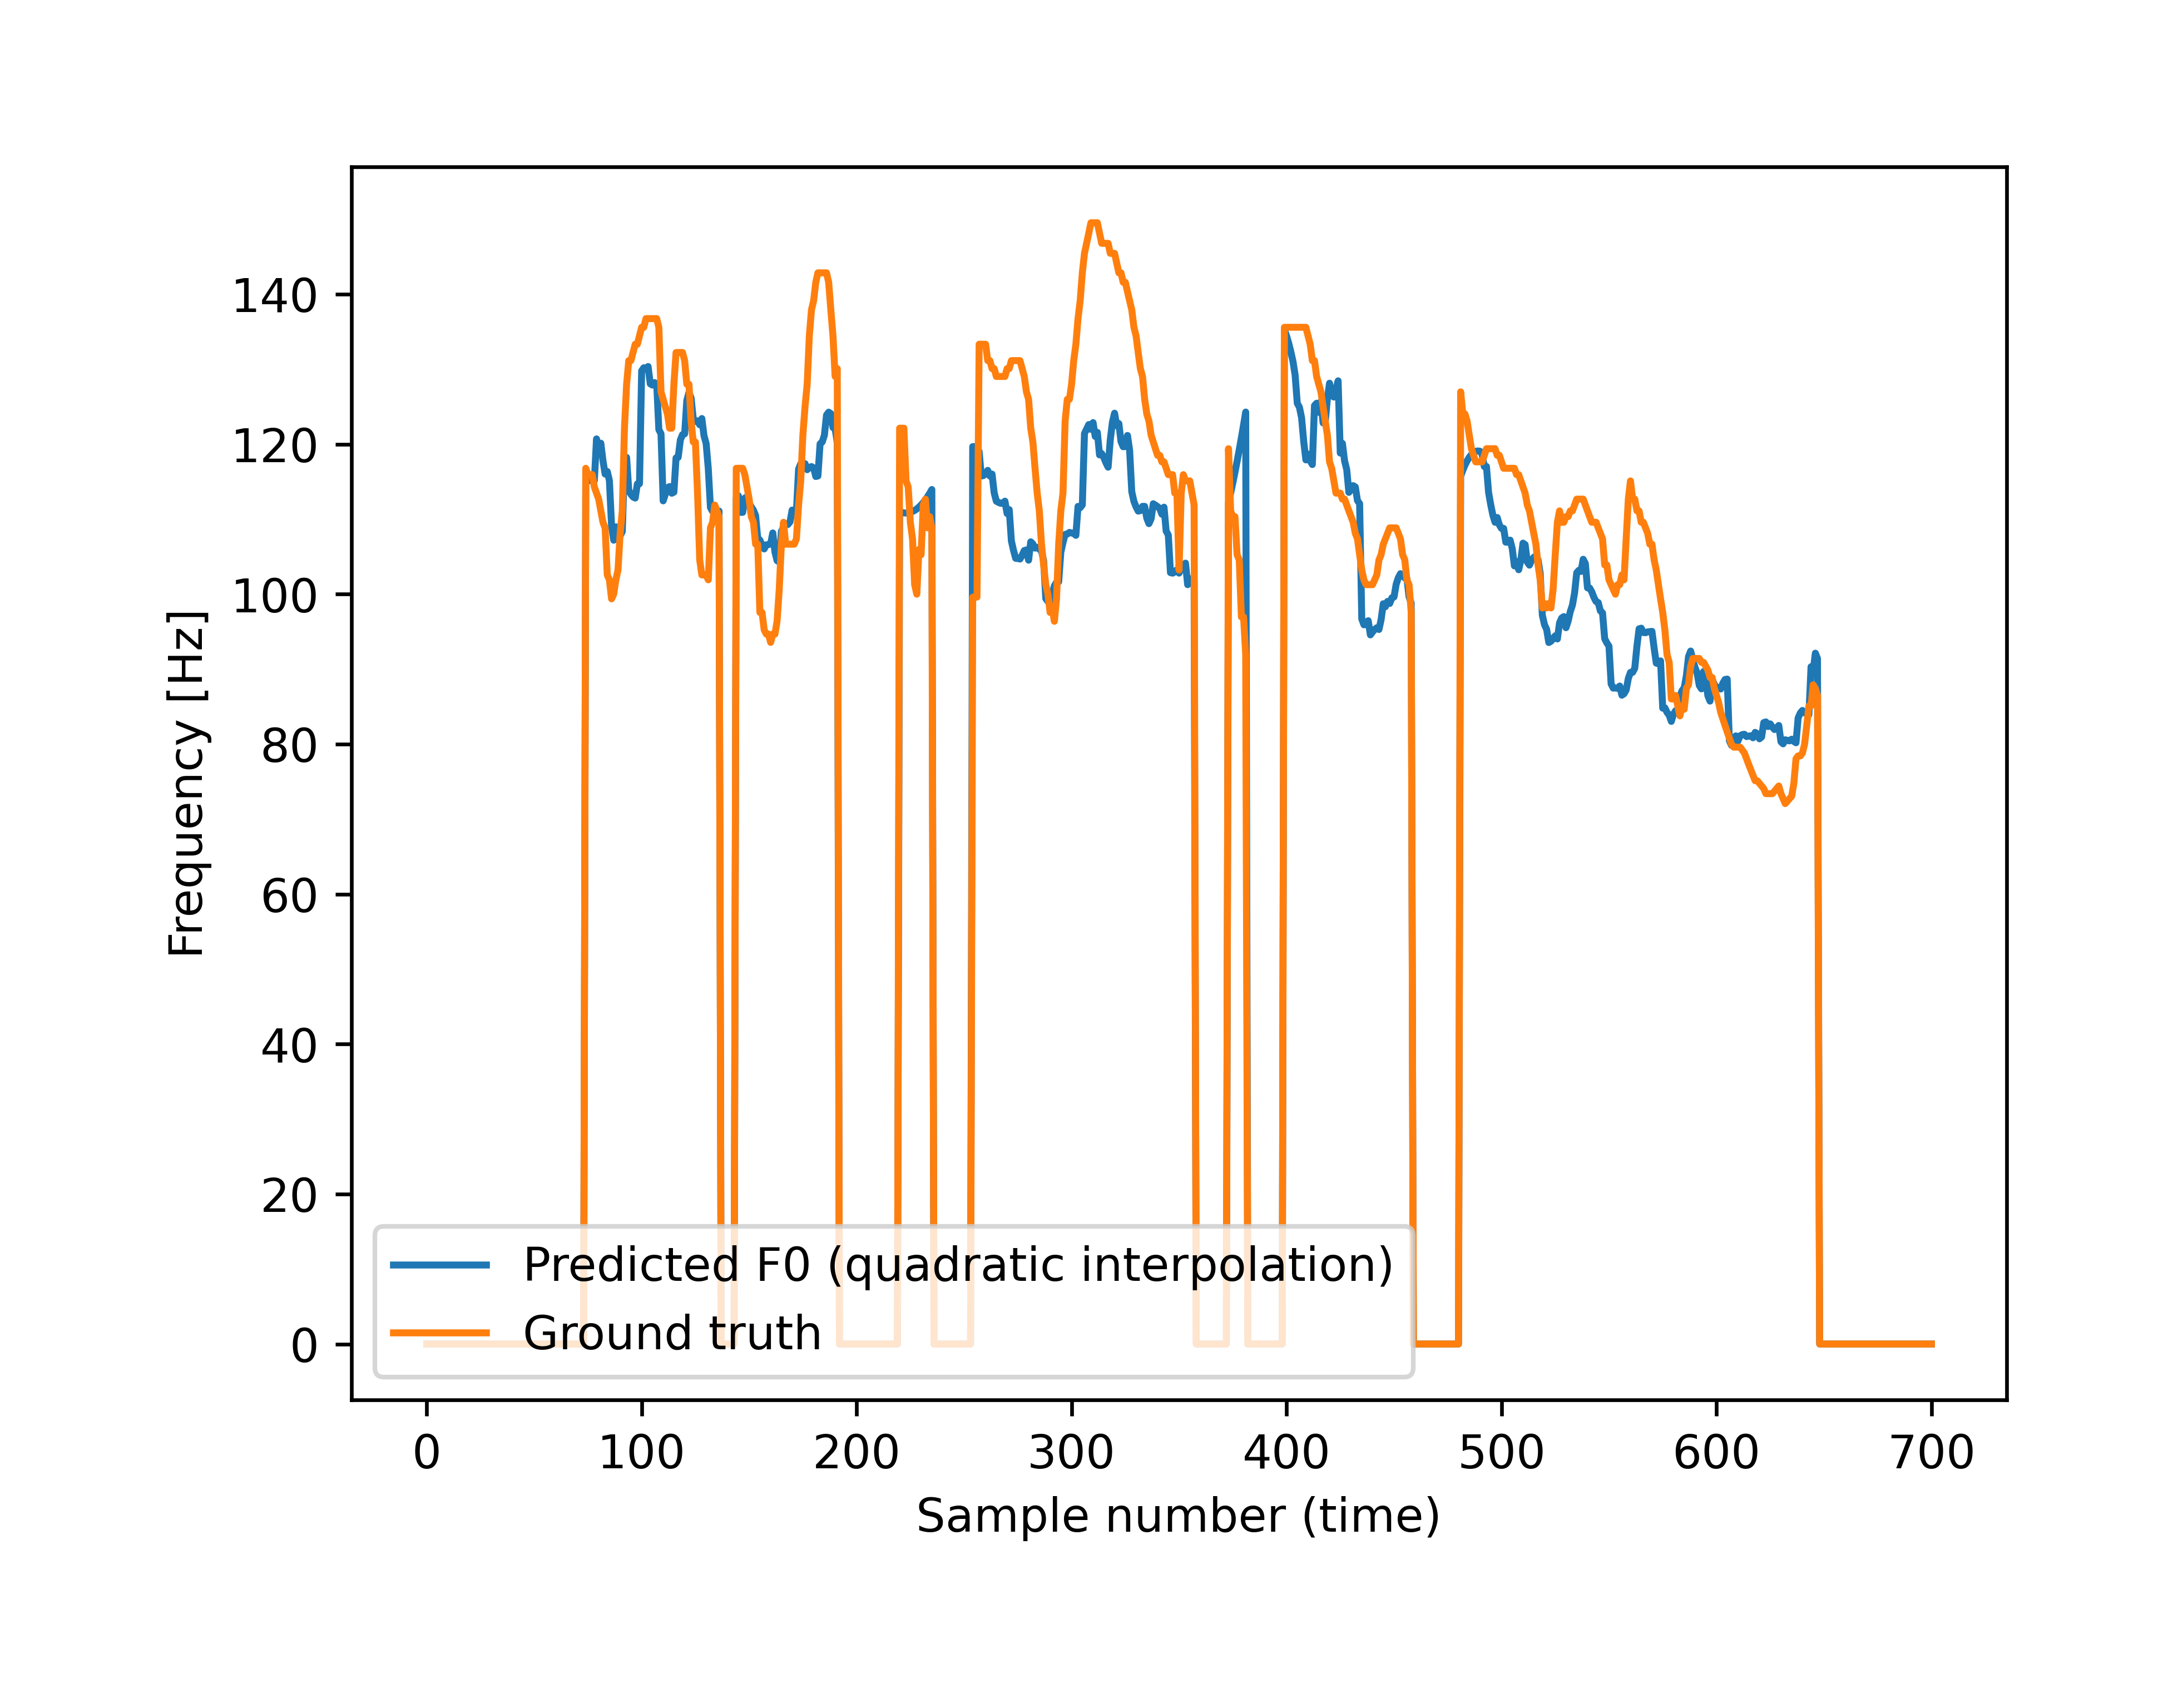 140
120
100
80
60
40
20
0
Frequency [Hz]
Predicted F0 (quadratic interpolation)
Ground truth
0 100 200 300 400 500 600 700
Sample number (time)